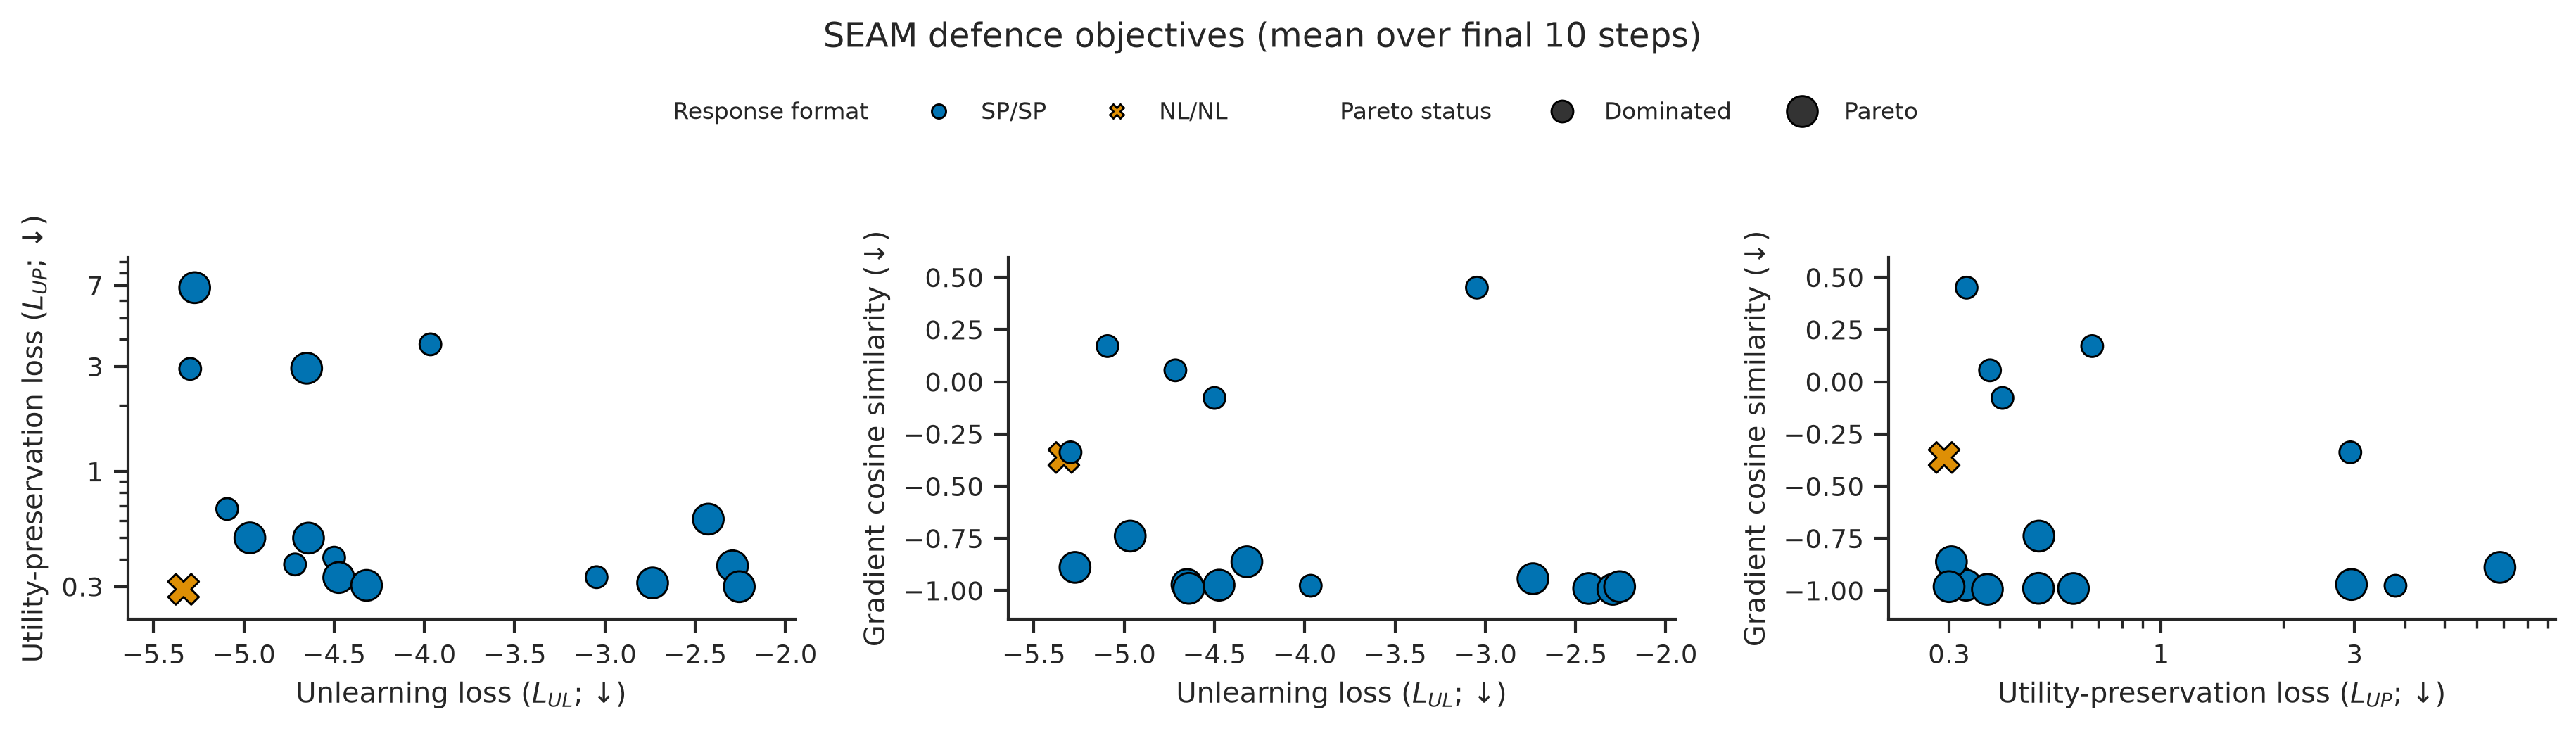 SEAM defence objectives (mean over final 10 steps)
Response format SP/SP NL/NL Pareto status Dominated Pareto
Utility-preservation loss (L_UP; ↓)
7
3
1
0.3
−5.5 −5.0 −4.5 −4.0 −3.5 −3.0 −2.5 −2.0
Unlearning loss (L_UL; ↓)
Gradient cosine similarity (↓)
0.50
0.25
0.00
−0.25
−0.50
−0.75
−1.00
−5.5 −5.0 −4.5 −4.0 −3.5 −3.0 −2.5 −2.0
Unlearning loss (L_UL; ↓)
Gradient cosine similarity (↓)
0.50
0.25
0.00
−0.25
−0.50
−0.75
−1.00
0.3 1 3
Utility-preservation loss (L_UP; ↓)